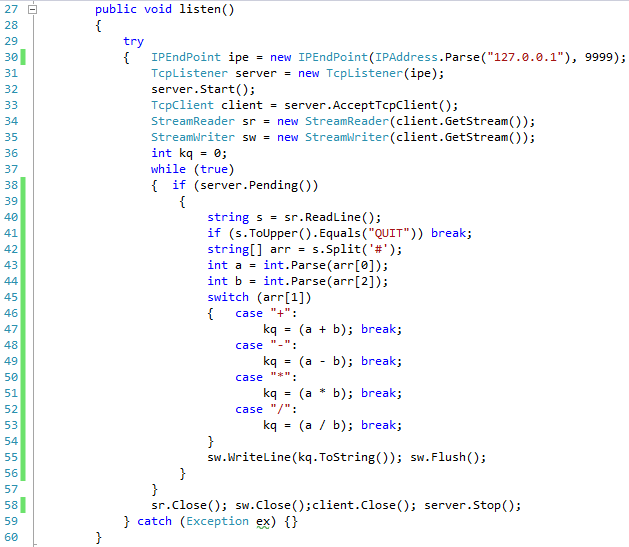 27 public void listen()
28 {
29 try
30 { IPEndPoint ipe = new IPEndPoint(IPAddress.Parse("127.0.0.1"), 9999);
31 TcpListener server = new TcpListener(ipe);
32 server.Start();
33 TcpClient client = server.AcceptTcpClient();
34 StreamReader sr = new StreamReader(client.GetStream());
35 StreamWriter sw = new StreamWriter(client.GetStream());
36 int kq = 0;
37 while (true)
38 { if (server.Pending())
39 {
40 string s = sr.ReadLine();
41 if (s.ToUpper().Equals("QUIT")) break;
42 string[] arr = s.Split('#');
43 int a = int.Parse(arr[0]);
44 int b = int.Parse(arr[2]);
45 switch (arr[1])
46 { case "+":
47 kq = (a + b); break;
48 case "-":
49 kq = (a - b); break;
50 case "*":
51 kq = (a * b); break;
52 case "/":
53 kq = (a / b); break;
54 }
55 sw.WriteLine(kq.ToString()); sw.Flush();
56 }
57 }
58 sr.Close(); sw.Close();client.Close(); server.Stop();
59 } catch (Exception ex) {}
60 }